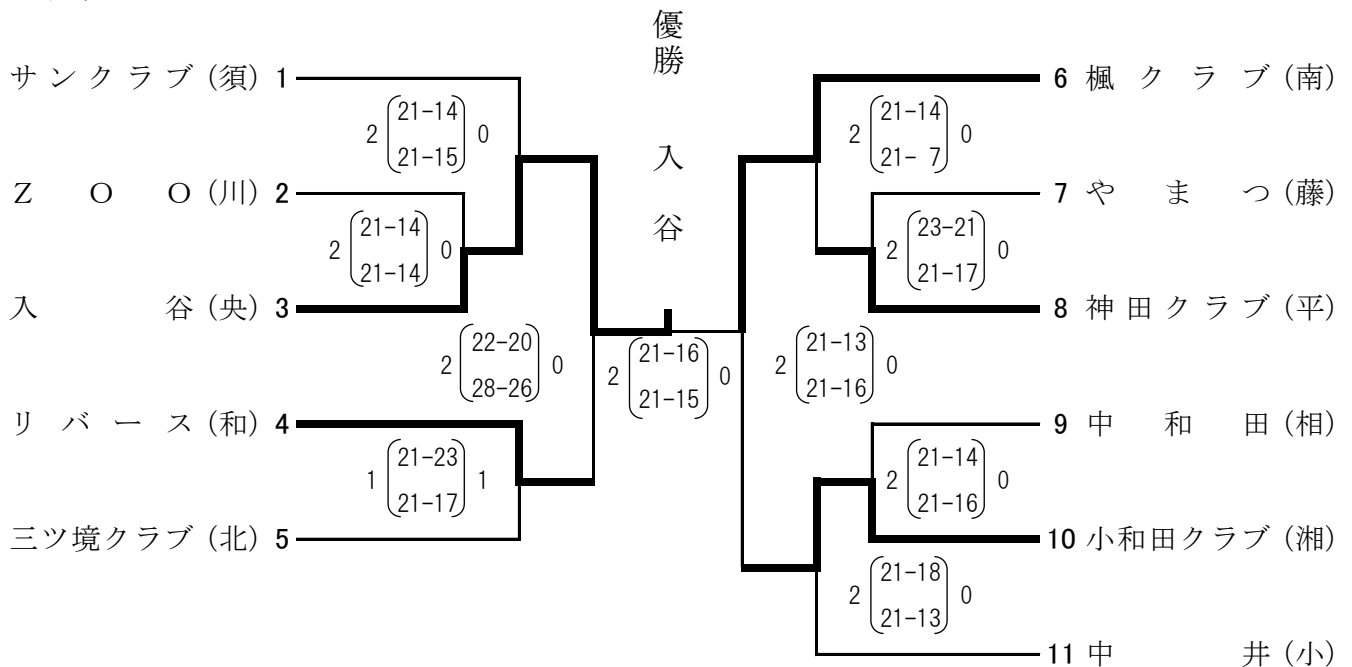 優勝 入谷
サンクラブ (須) 1
2 21-14 0
21-15
ZOO (川) 2
2 21-14 0
21-14
入谷 (央) 3
2 22-20 0
28-26
リバース (和) 4
1 21-23 1
21-17
三ツ境クラブ (北) 5
2 21-16 0
21-15
6 楓クラブ (南)
2 21-14 0
21- 7
7 やまつ (藤)
2 23-21 0
21-17
8 神田クラブ (平)
2 21-13 0
21-16
9 中和田 (相)
2 21-14 0
21-16
10 小和田クラブ (湘)
2 21-18 0
21-13
11 中井 (小)